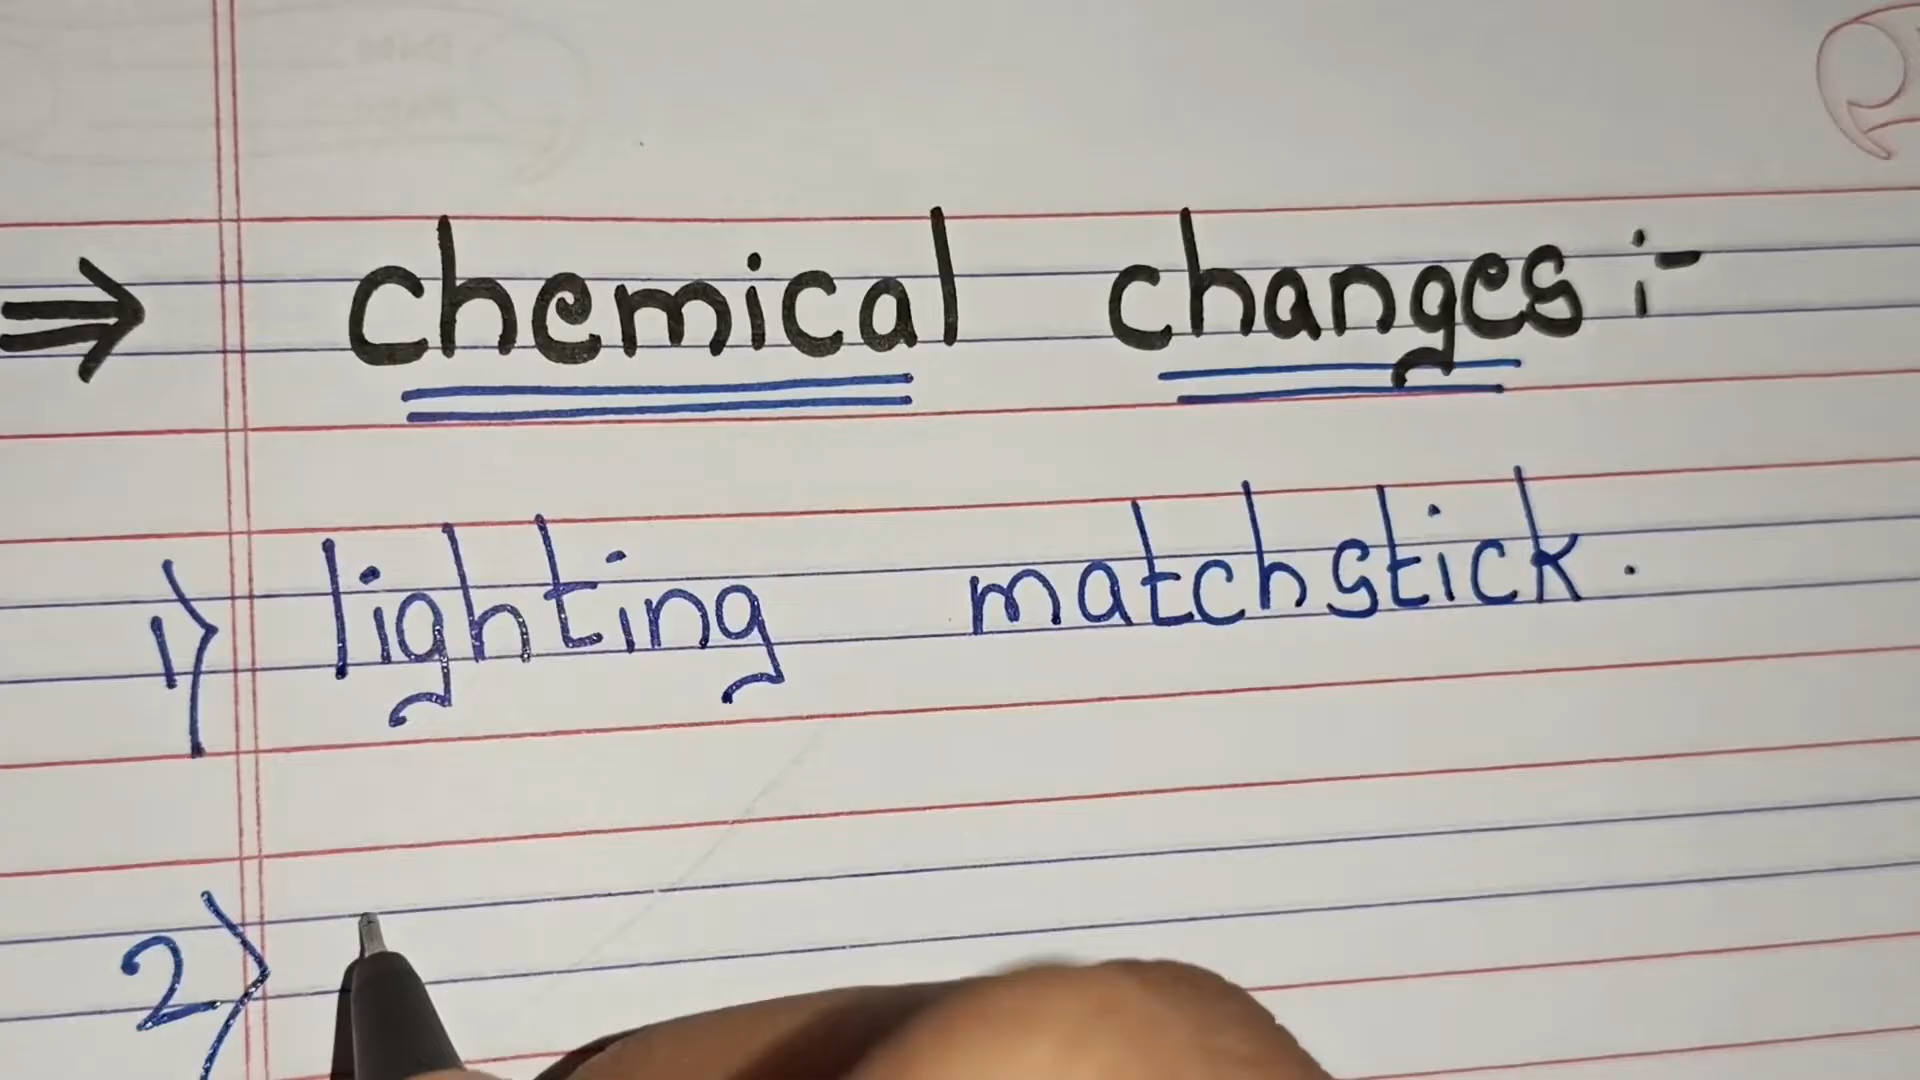 ⇒ chemical changes :-
1) lighting matchstick.
2)